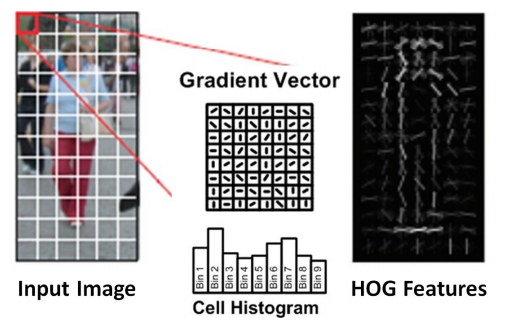 Gradient Vector
Bin 1
Bin 2
Bin 3
Bin 4
Bin 5
Bin 6
Bin 7
Bin 8
Bin 9
Input Image
Cell Histogram
HOG Features